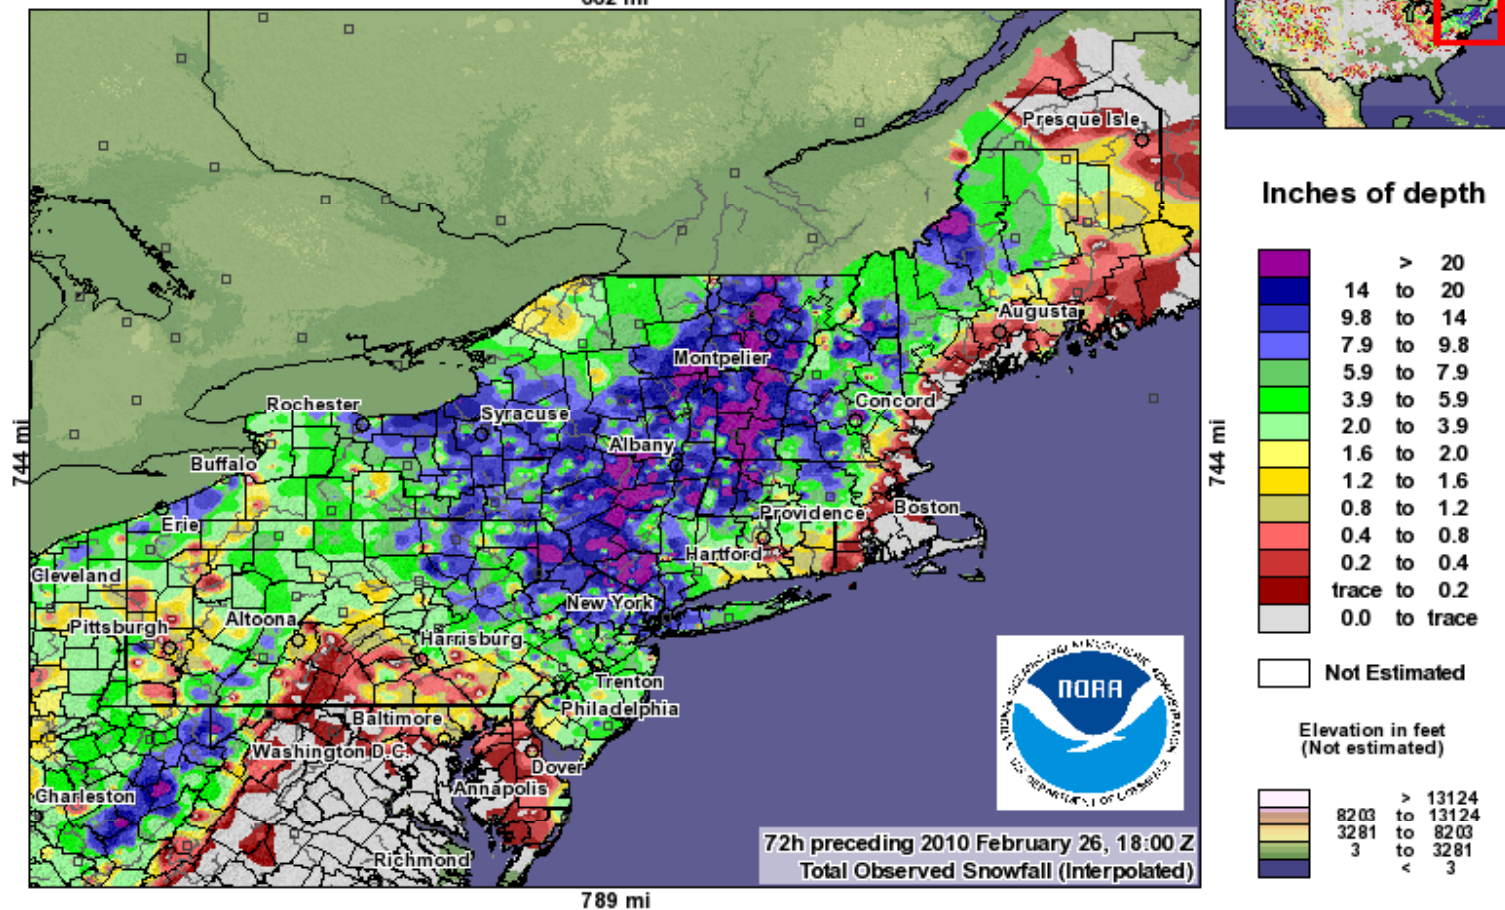 Presque Isle
Augusta
Montpelier
Concord
Rochester
Syracuse
Albany
Buffalo
Boston
Providence
Erie
Hartford
Cleveland
New York
Pittsburgh
Altoona
Harrisburg
Trenton
Philadelphia
Baltimore
Washington D.C.
Dover
Annapolis
Charleston
Richmond
744 mi
744 mi
789 mi
NOAA
72h preceding 2010 February 26, 18:00 Z
Total Observed Snowfall (Interpolated)
Inches of depth
> 20
14 to 20
9.8 to 14
7.9 to 9.8
5.9 to 7.9
3.9 to 5.9
2.0 to 3.9
1.6 to 2.0
1.2 to 1.6
0.8 to 1.2
0.4 to 0.8
0.2 to 0.4
trace to 0.2
0.0 to trace
Not Estimated
Elevation in feet
(Not estimated)
> 13124
8203 to 13124
3281 to 8203
3 to 3281
< 3